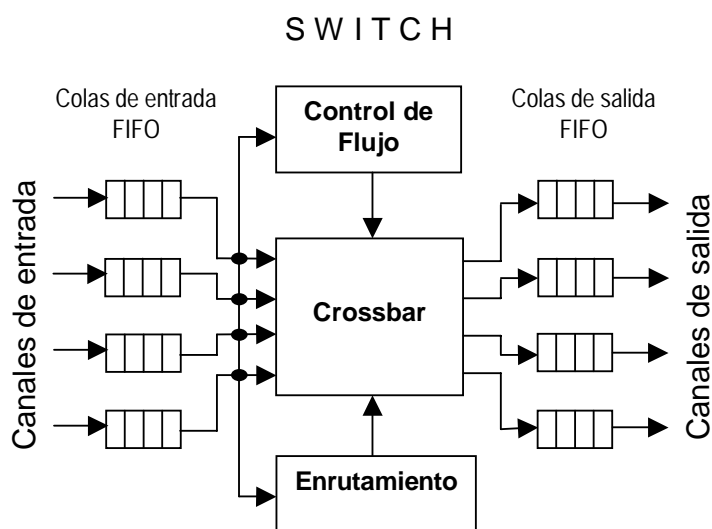 S W I T C H
Colas de entrada
FIFO
Control de
Flujo
Colas de salida
FIFO
Canales de entrada
Crossbar
Canales de salida
Enrutamiento